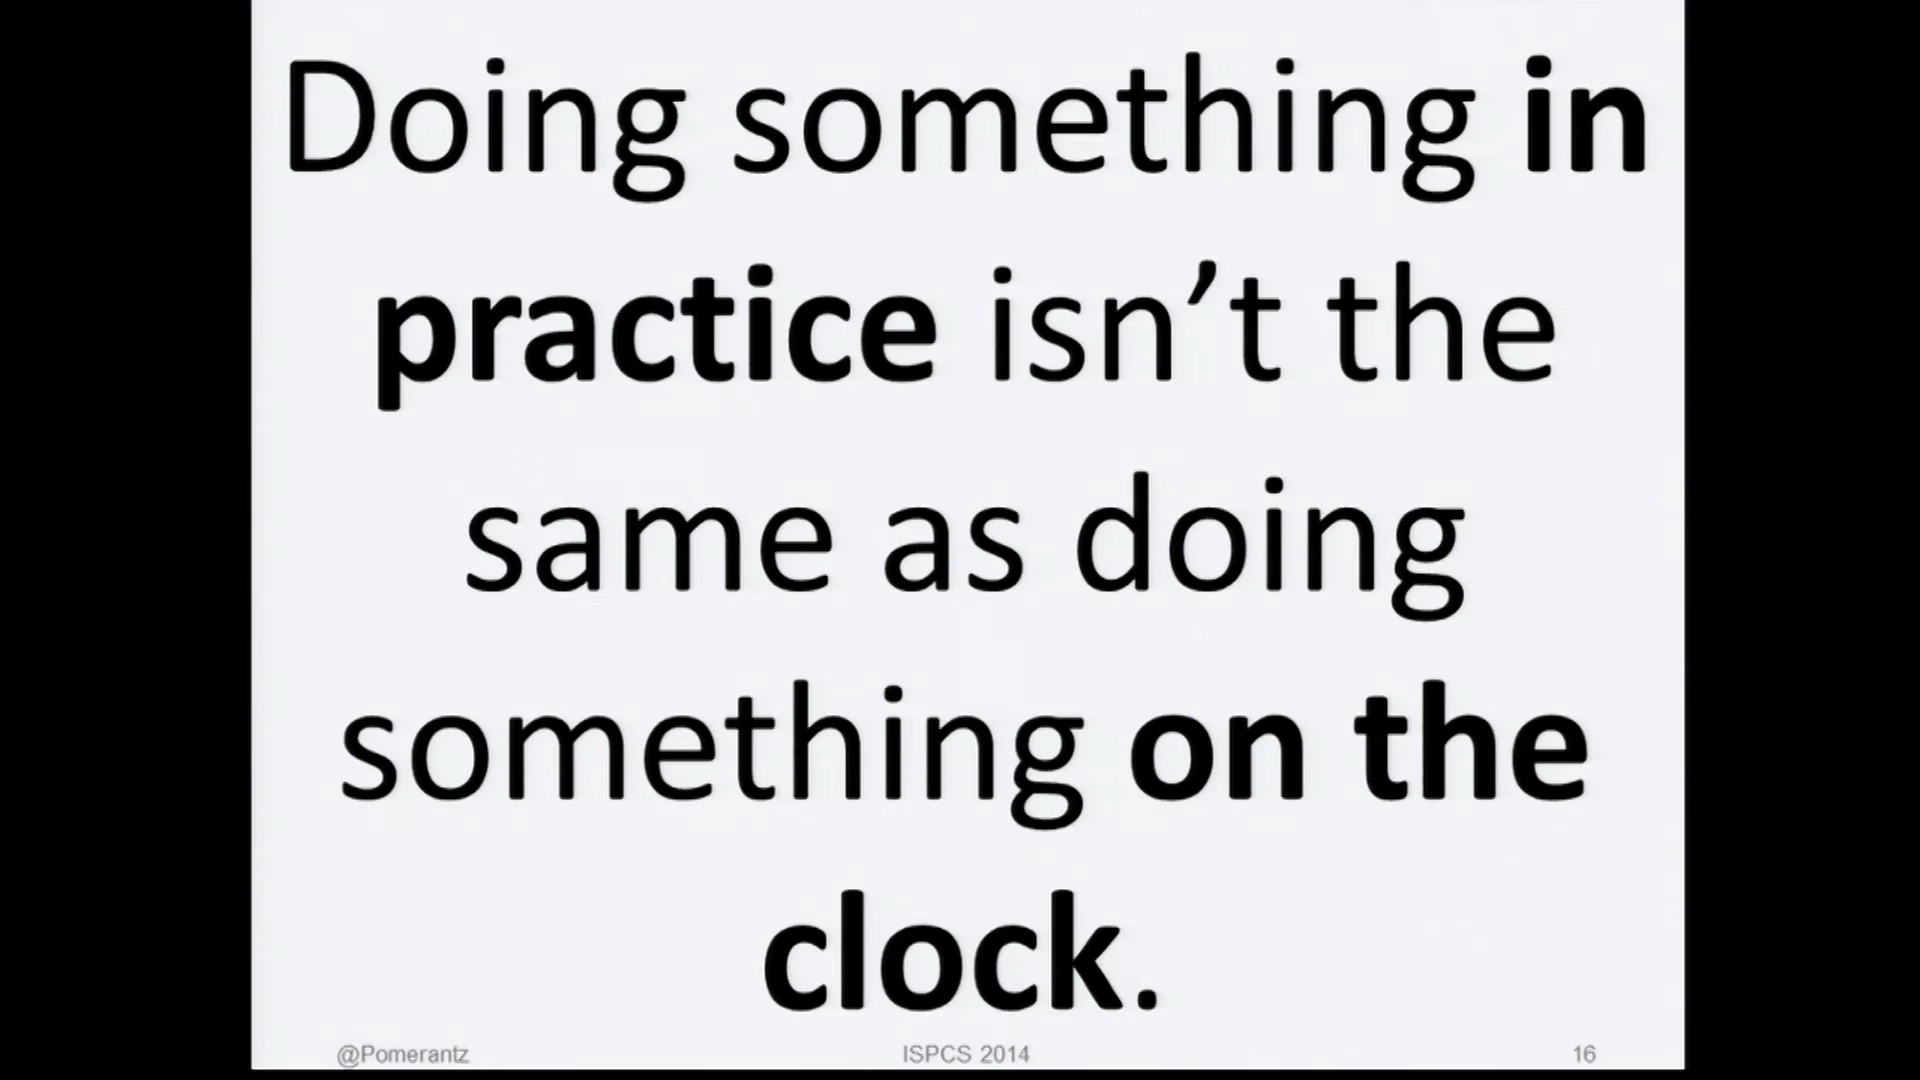 Doing something in
practice isn’t the
same as doing
something on the
clock.
@Pomerantz ISPCS 2014 16